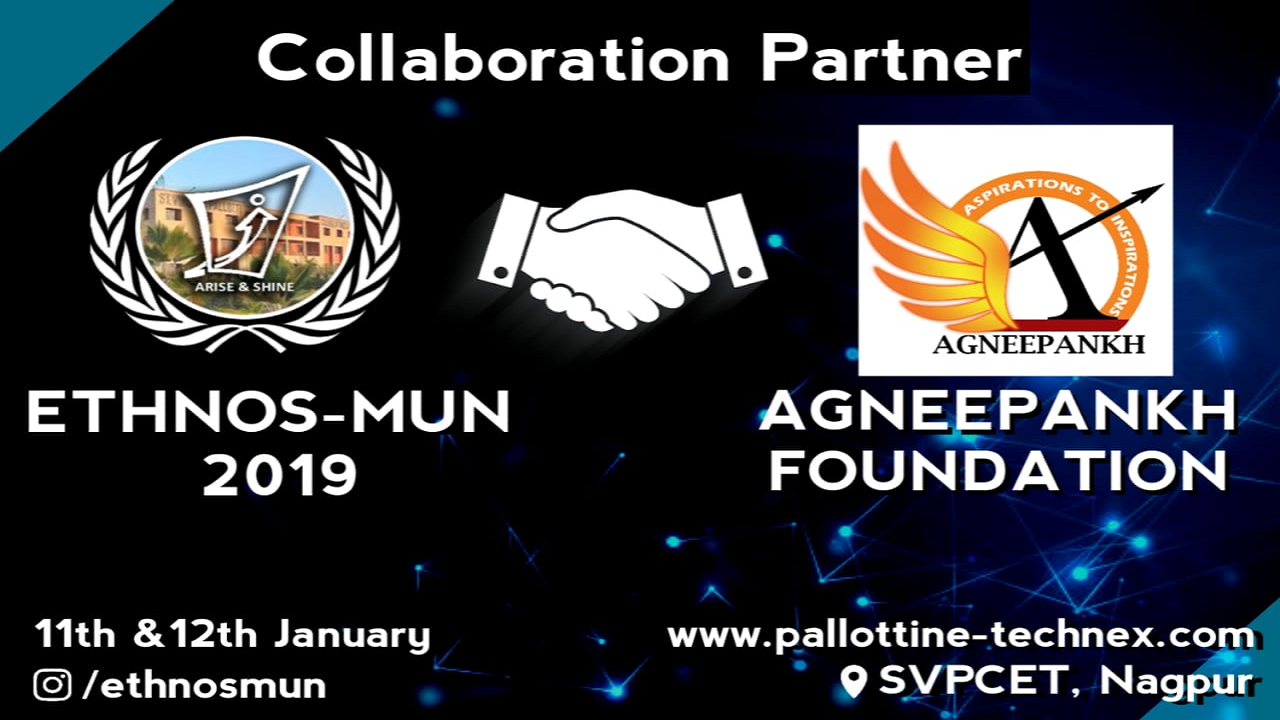 Collaboration Partner
ARISE & SHINE
ASPIRATIONS TO INSPIRATIONS
AGNEEPANKH
ETHNOS-MUN
2019
AGNEEPANKH
FOUNDATION
11th & 12th January
/ethnosmun
www.pallottine-technex.com
SVPCET, Nagpur